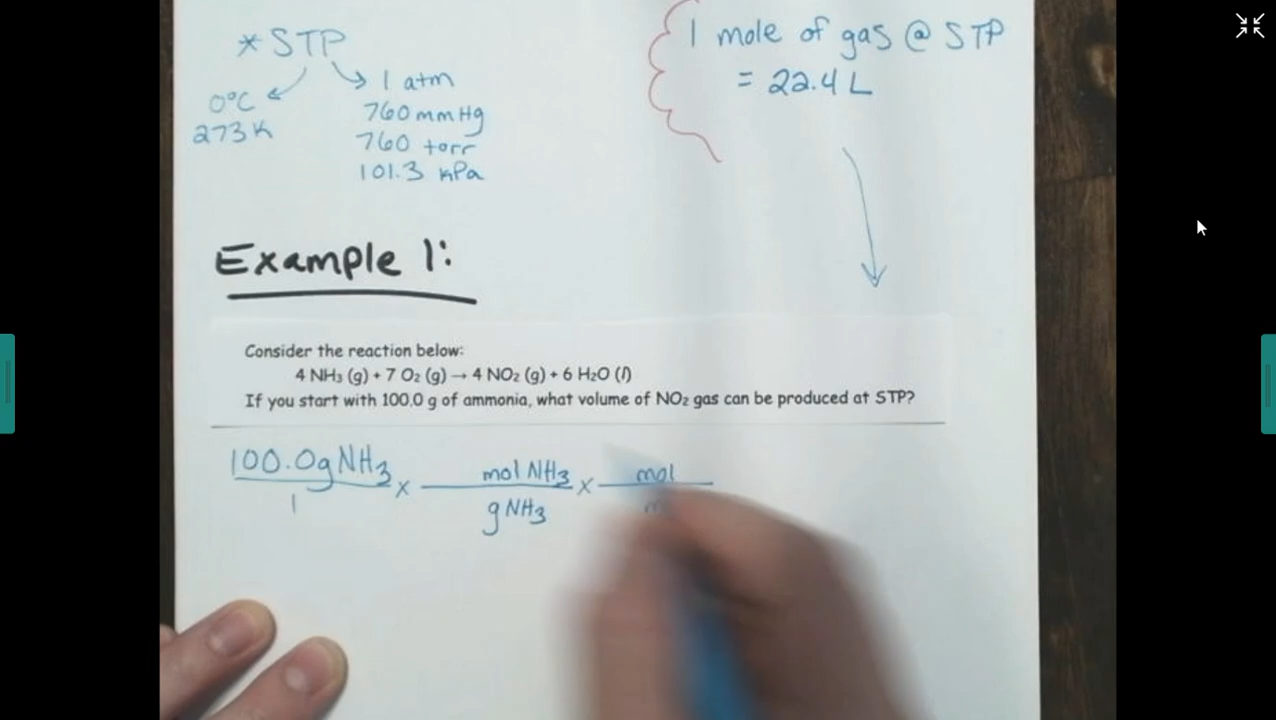 * STP
1 mole of gas @ STP
= 22.4 L
0°C
273 K
1 atm
760 mmHg
760 torr
101.3 kPa
Example 1:
Consider the reaction below:
4 NH₃ (g) + 7 O₂ (g) → 4 NO₂ (g) + 6 H₂O (l)
If you start with 100.0 g of ammonia, what volume of NO₂ gas can be produced at STP?
100.0g NH₃ x mol NH₃ x mol
1 g NH₃